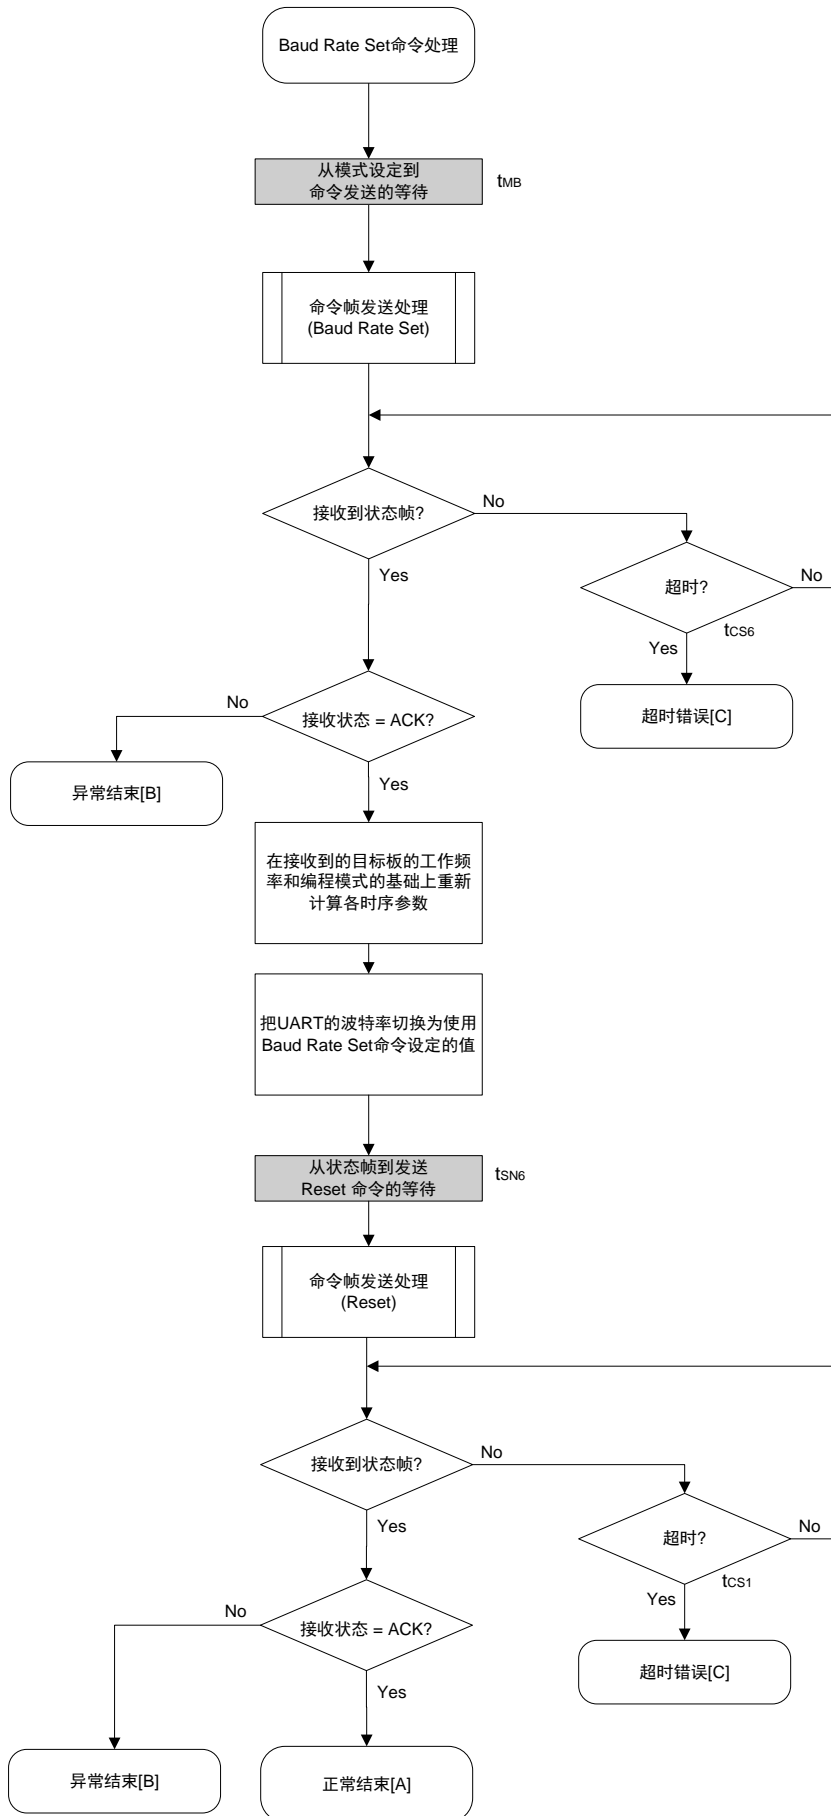 Baud Rate Set命令处理
从模式设定到
命令发送的等待
tMB
命令帧发送处理
(Baud Rate Set)
接收到状态帧?
No
Yes
超时?
No
tCS6
Yes
超时错误[C]
接收状态 = ACK?
No
Yes
异常结束[B]
在接收到的目标板的工作频
率和编程模式的基础上重新
计算各时序参数
把UART的波特率切换为使用
Baud Rate Set命令设定的值
从状态帧到发送
Reset 命令的等待
tSN6
命令帧发送处理
(Reset)
接收到状态帧?
No
Yes
超时?
No
tCS1
Yes
超时错误[C]
接收状态 = ACK?
No
Yes
异常结束[B]
正常结束[A]